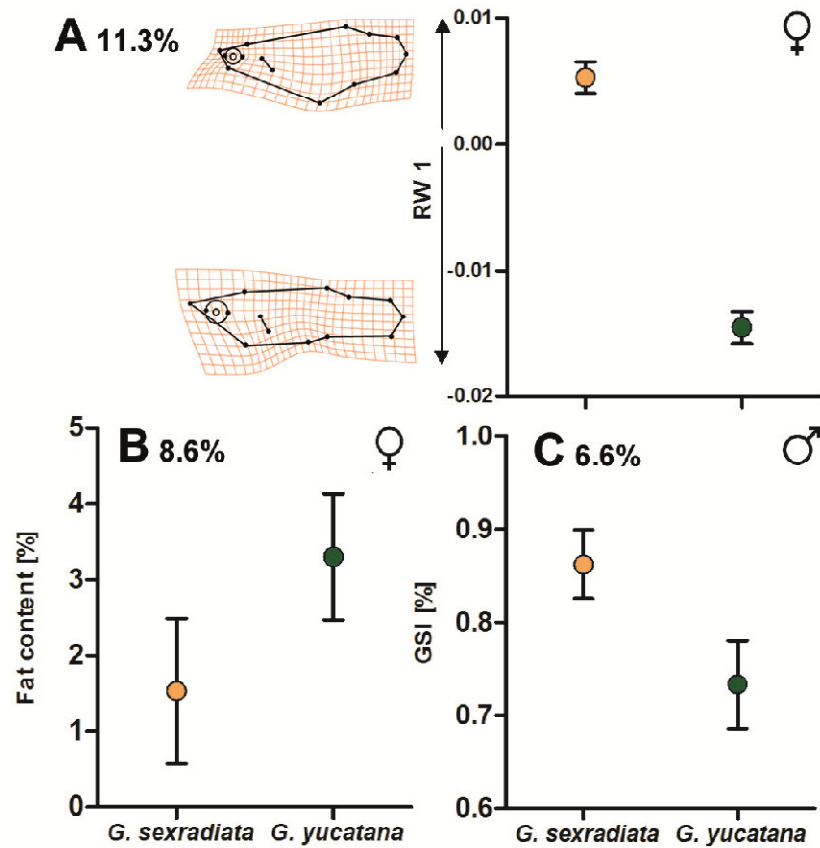 A 11.3%
♀
RW 1
0.01
0.00
-0.01
-0.02
B 8.6%
♀
Fat content [%]
5
4
3
2
1
0
G. sexradiata G. yucatana
C 6.6%
♂
GSI [%]
1.0
0.9
0.8
0.7
0.6
G. sexradiata G. yucatana